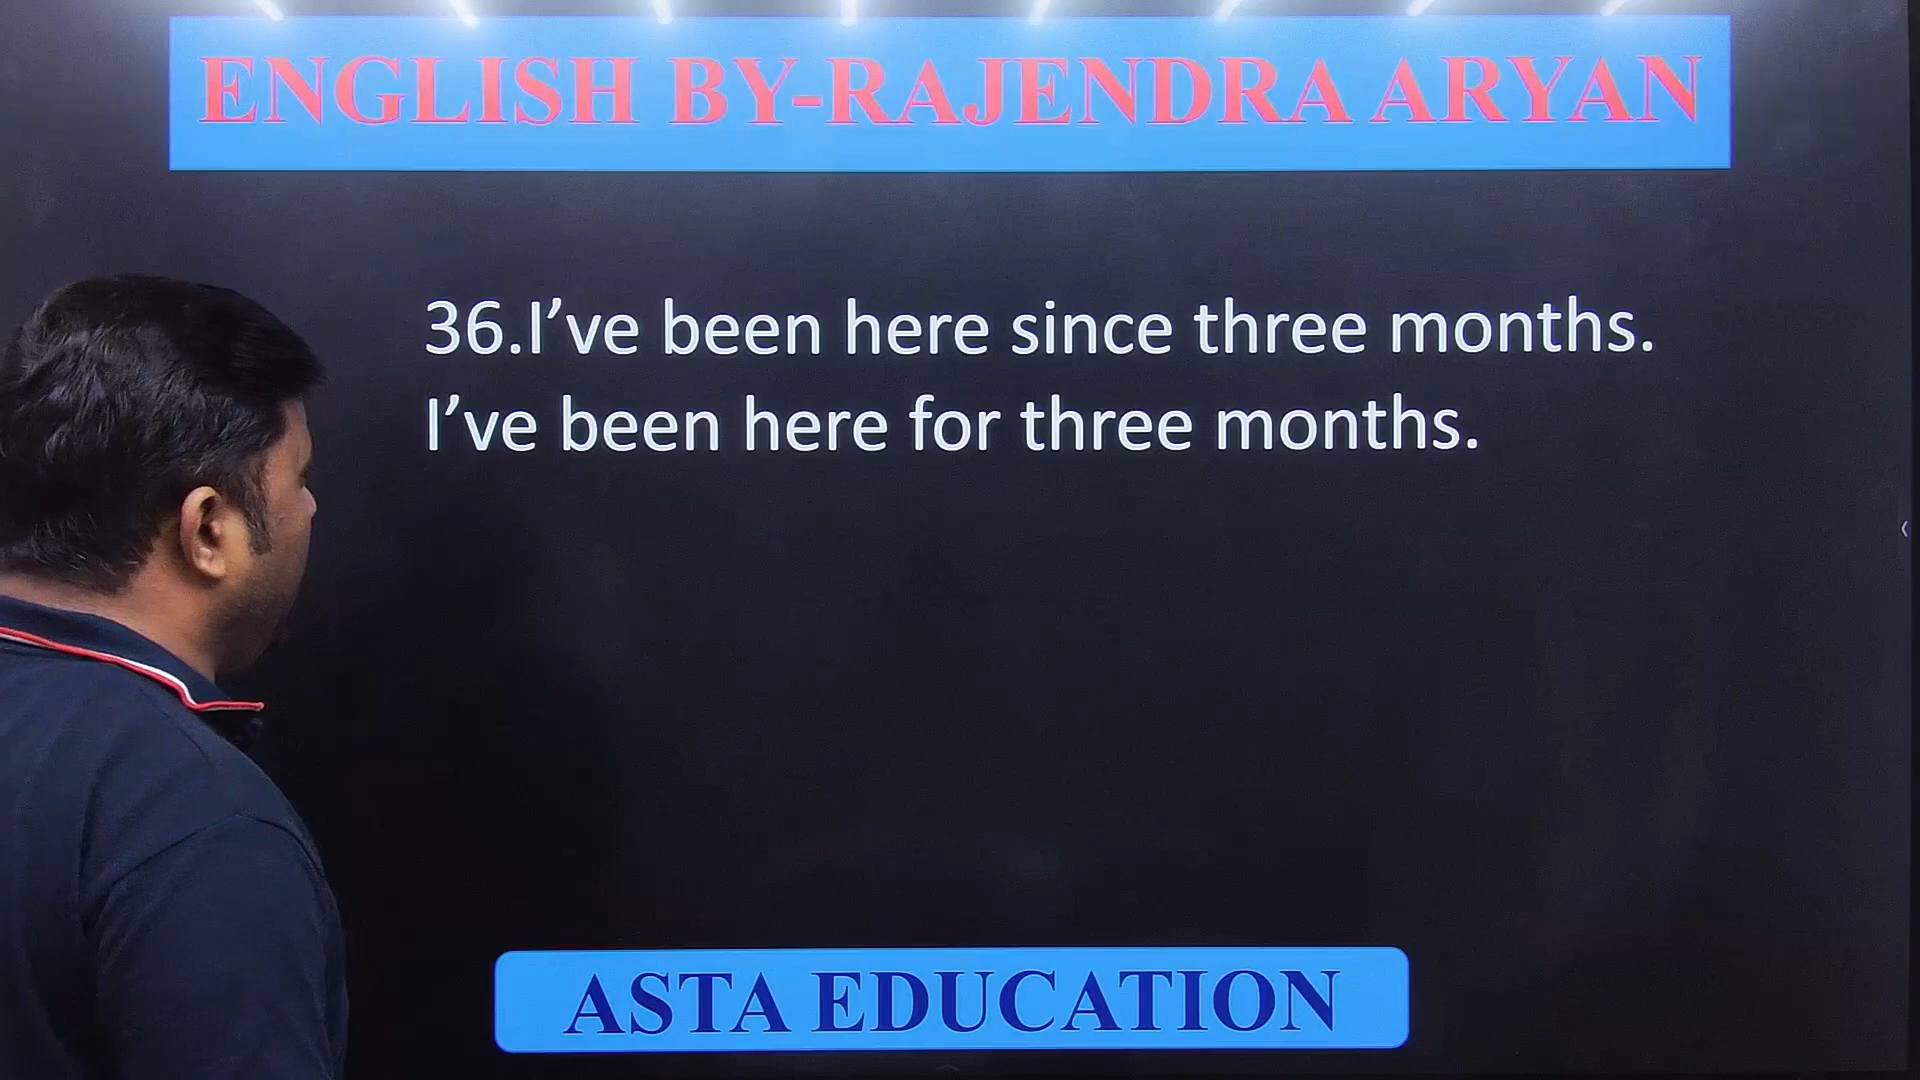 ENGLISH BY-RAJENDRA ARYAN
36.I’ve been here since three months.
I’ve been here for three months.
ASTA EDUCATION